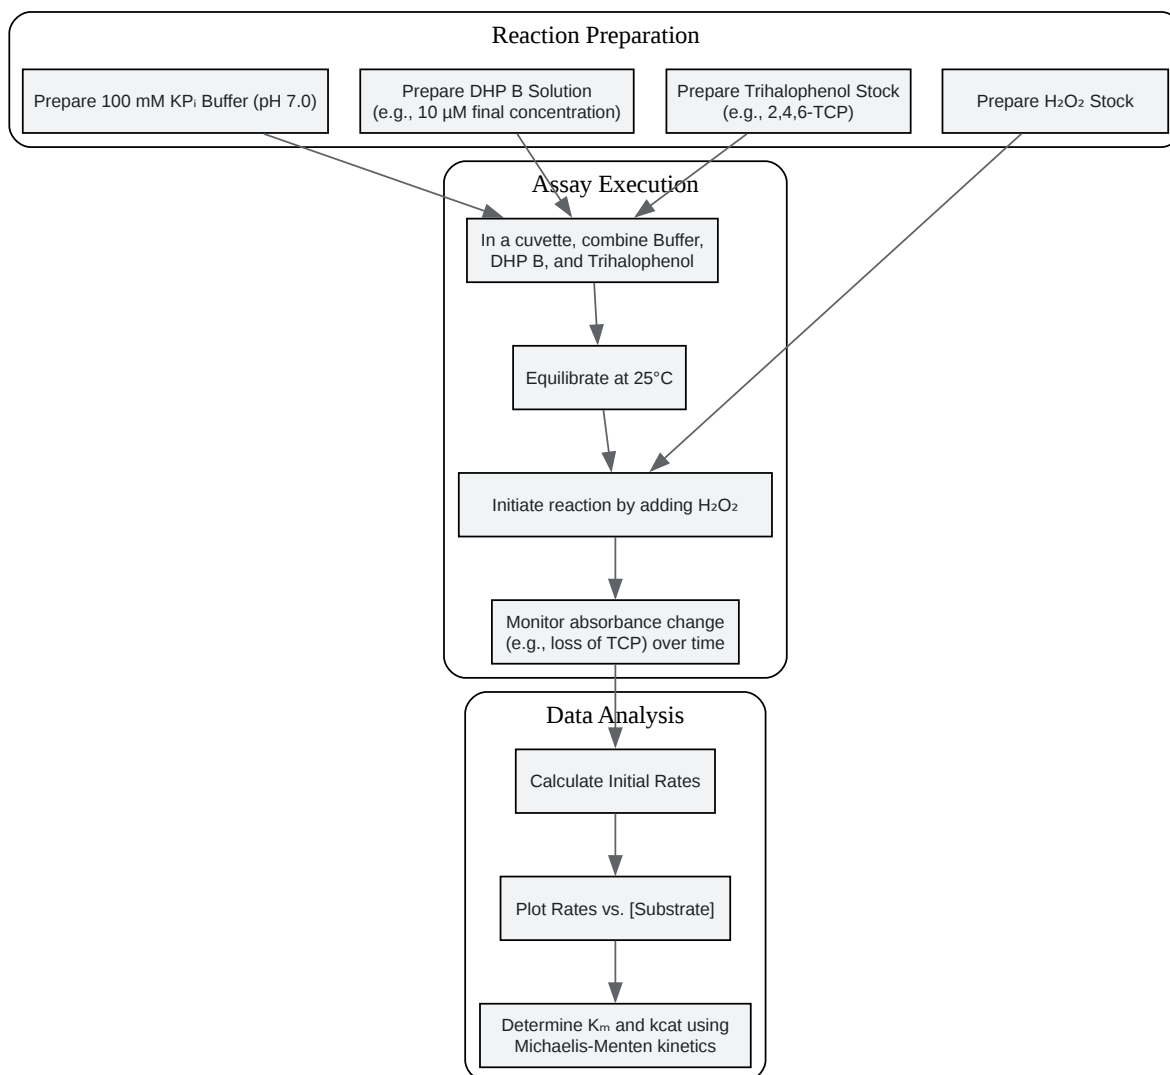 Reaction Preparation
Prepare 100 mM KPᵢ Buffer (pH 7.0)
Prepare DHP B Solution
(e.g., 10 µM final concentration)
Prepare Trihalophenol Stock
(e.g., 2,4,6-TCP)
Prepare H₂O₂ Stock
Assay Execution
In a cuvette, combine Buffer,
DHP B, and Trihalophenol
Equilibrate at 25°C
Initiate reaction by adding H₂O₂
Monitor absorbance change
(e.g., loss of TCP) over time
Data Analysis
Calculate Initial Rates
Plot Rates vs. [Substrate]
Determine Kₘ and kcat using
Michaelis-Menten kinetics